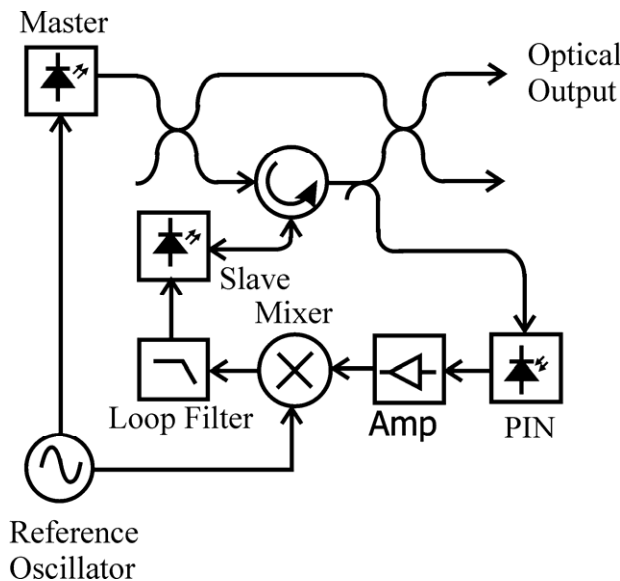 Master
Optical
Output
Slave
Mixer
Loop Filter
Amp
PIN
Reference
Oscillator